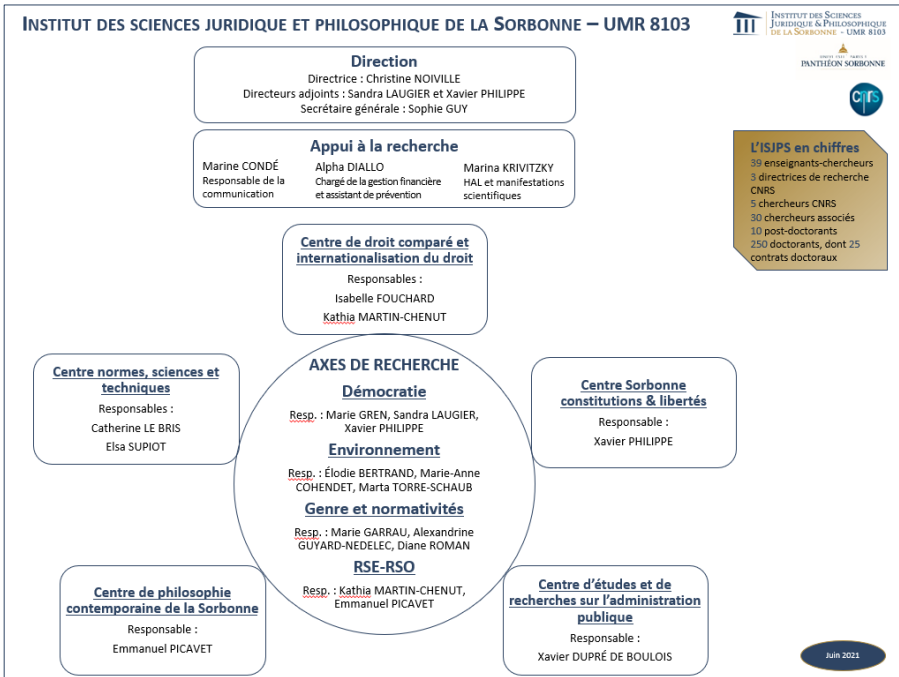 INSTITUT DES SCIENCES JURIDIQUE ET PHILOSOPHIQUE DE LA SORBONNE – UMR 8103
INSTITUT DES SCIENCES
JURIDIQUE & PHILOSOPHIQUE
DE LA SORBONNE - UMR 8103
PANTHÉON SORBONNE
cnrs
Direction
Directrice : Christine NOIVILLE
Directeurs adjoints : Sandra LAUGIER et Xavier PHILIPPE
Secrétaire générale : Sophie GUY
Appui à la recherche
Marine CONDÉ
Responsable de la
communication
Alpha DIALLO
Chargé de la gestion financière
et assistant de prévention
Marina KRIVITZKY
HAL et manifestations
scientifiques
L'ISJPS en chiffres
39 enseignants-chercheurs
3 directrices de recherche
CNRS
5 chercheurs CNRS
30 chercheurs associés
10 post-doctorants
250 doctorants, dont 25
contrats doctoraux
Centre de droit comparé et
internationalisation du droit
Responsables :
Isabelle FOUCHARD
Kathia MARTIN-CHENUT
Centre normes, sciences et
techniques
Responsables :
Catherine LE BRIS
Elsa SUPIOT
AXES DE RECHERCHE
Démocratie
Resp. : Marie GREN, Sandra LAUGIER,
Xavier PHILIPPE
Environnement
Resp. : Élodie BERTRAND, Marie-Anne
COHENDET, Marta TORRE-SCHAUB
Genre et normativités
Resp. : Marie GARRAU, Alexandrine
GUYARD-NEDELEC, Diane ROMAN
RSE-RSO
Resp. : Kathia MARTIN-CHENUT,
Emmanuel PICAVET
Centre Sorbonne
constitutions & libertés
Responsable :
Xavier PHILIPPE
Centre de philosophie
contemporaine de la Sorbonne
Responsable :
Emmanuel PICAVET
Centre d'études et de
recherches sur l'administration
publique
Responsable :
Xavier DUPRÉ DE BOULOIS
Juin 2021